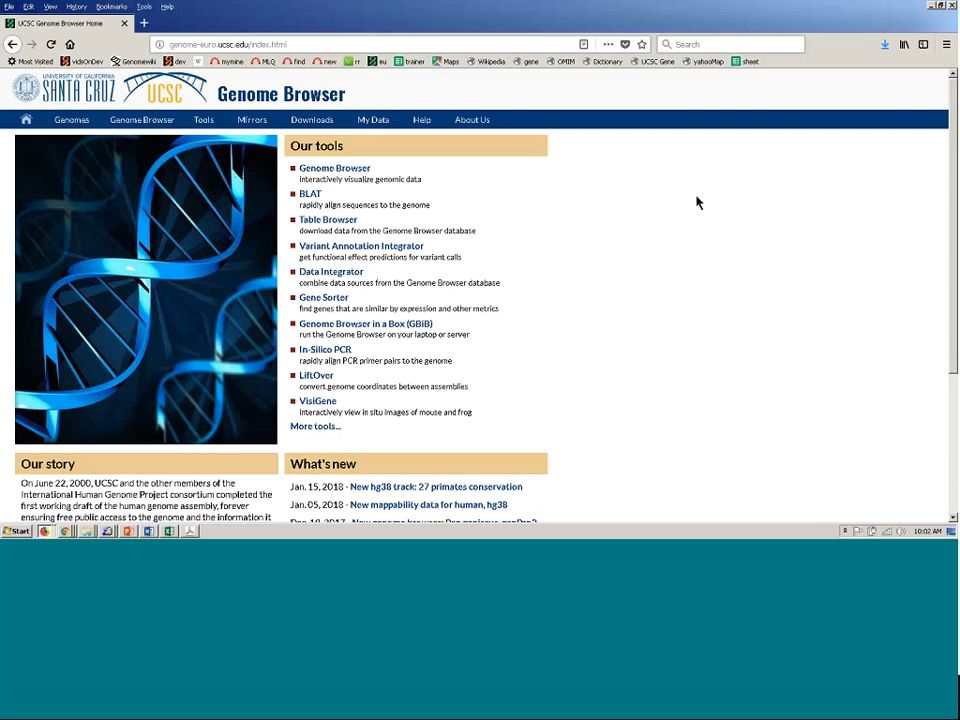 File Edit View History Bookmarks Tools Help
UCSC Genome Browser Home
genome-euro.ucsc.edu/index.html
Search
Most Visited vidsOnDev Genomewiki dev mymine MLQ find new rr eu trainer Maps Wikipedia gene OMIM Dictionary UCSC Gene yahooMap sheet
UNIVERSITY OF CALIFORNIA
SANTA CRUZ
UCSC
Genome Browser
Genomes Genome Browser Tools Mirrors Downloads My Data Help About Us
Our tools
Genome Browser
interactively visualize genomic data
BLAT
rapidly align sequences to the genome
Table Browser
download data from the Genome Browser database
Variant Annotation Integrator
get functional effect predictions for variant calls
Data Integrator
combine data sources from the Genome Browser database
Gene Sorter
find genes that are similar by expression and other metrics
Genome Browser in a Box (GBiB)
run the Genome Browser on your laptop or server
In-Silico PCR
rapidly align PCR primer pairs to the genome
LiftOver
convert genome coordinates between assemblies
VisiGene
interactively view in situ images of mouse and frog
More tools...
Our story
On June 22, 2000, UCSC and the other members of the
International Human Genome Project consortium completed the
first working draft of the human genome assembly, forever
ensuring free public access to the genome and the information it
What's new
Jan. 15, 2018 - New hg38 track: 27 primates conservation
Jan. 05, 2018 - New mappability data for human, hg38
Start
10:02 AM